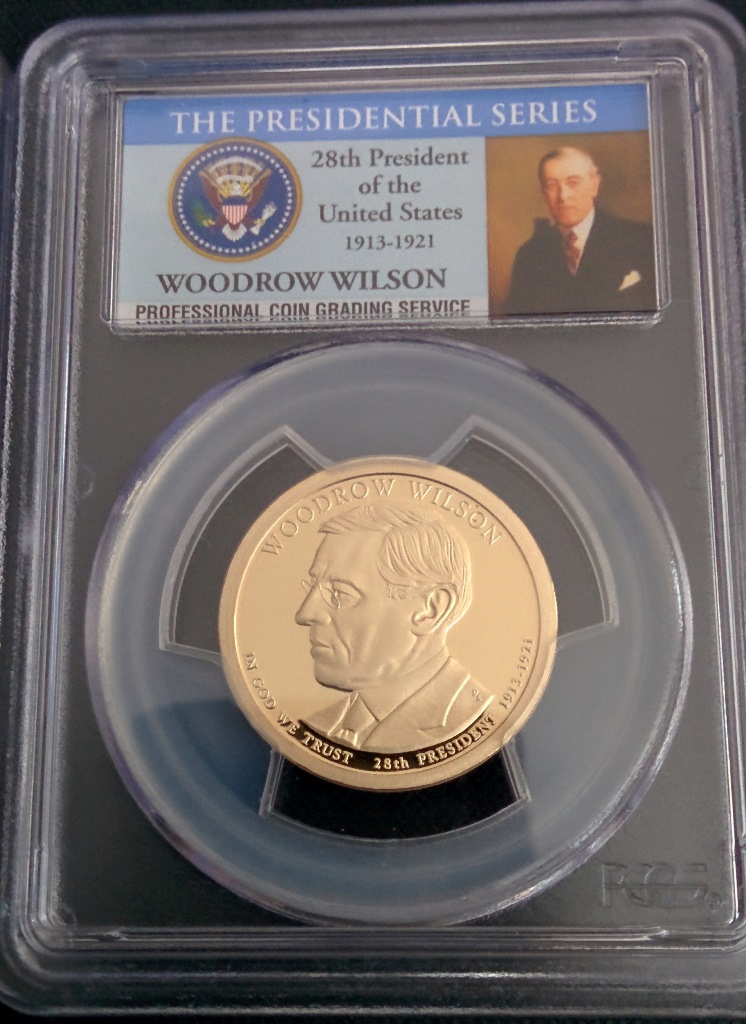 THE PRESIDENTIAL SERIES
28th President
of the
United States
1913-1921
WOODROW WILSON
PROFESSIONAL COIN GRADING SERVICE
WOODROW WILSON
IN GOD WE TRUST 28th PRESIDENT 1913-1921
PCGS